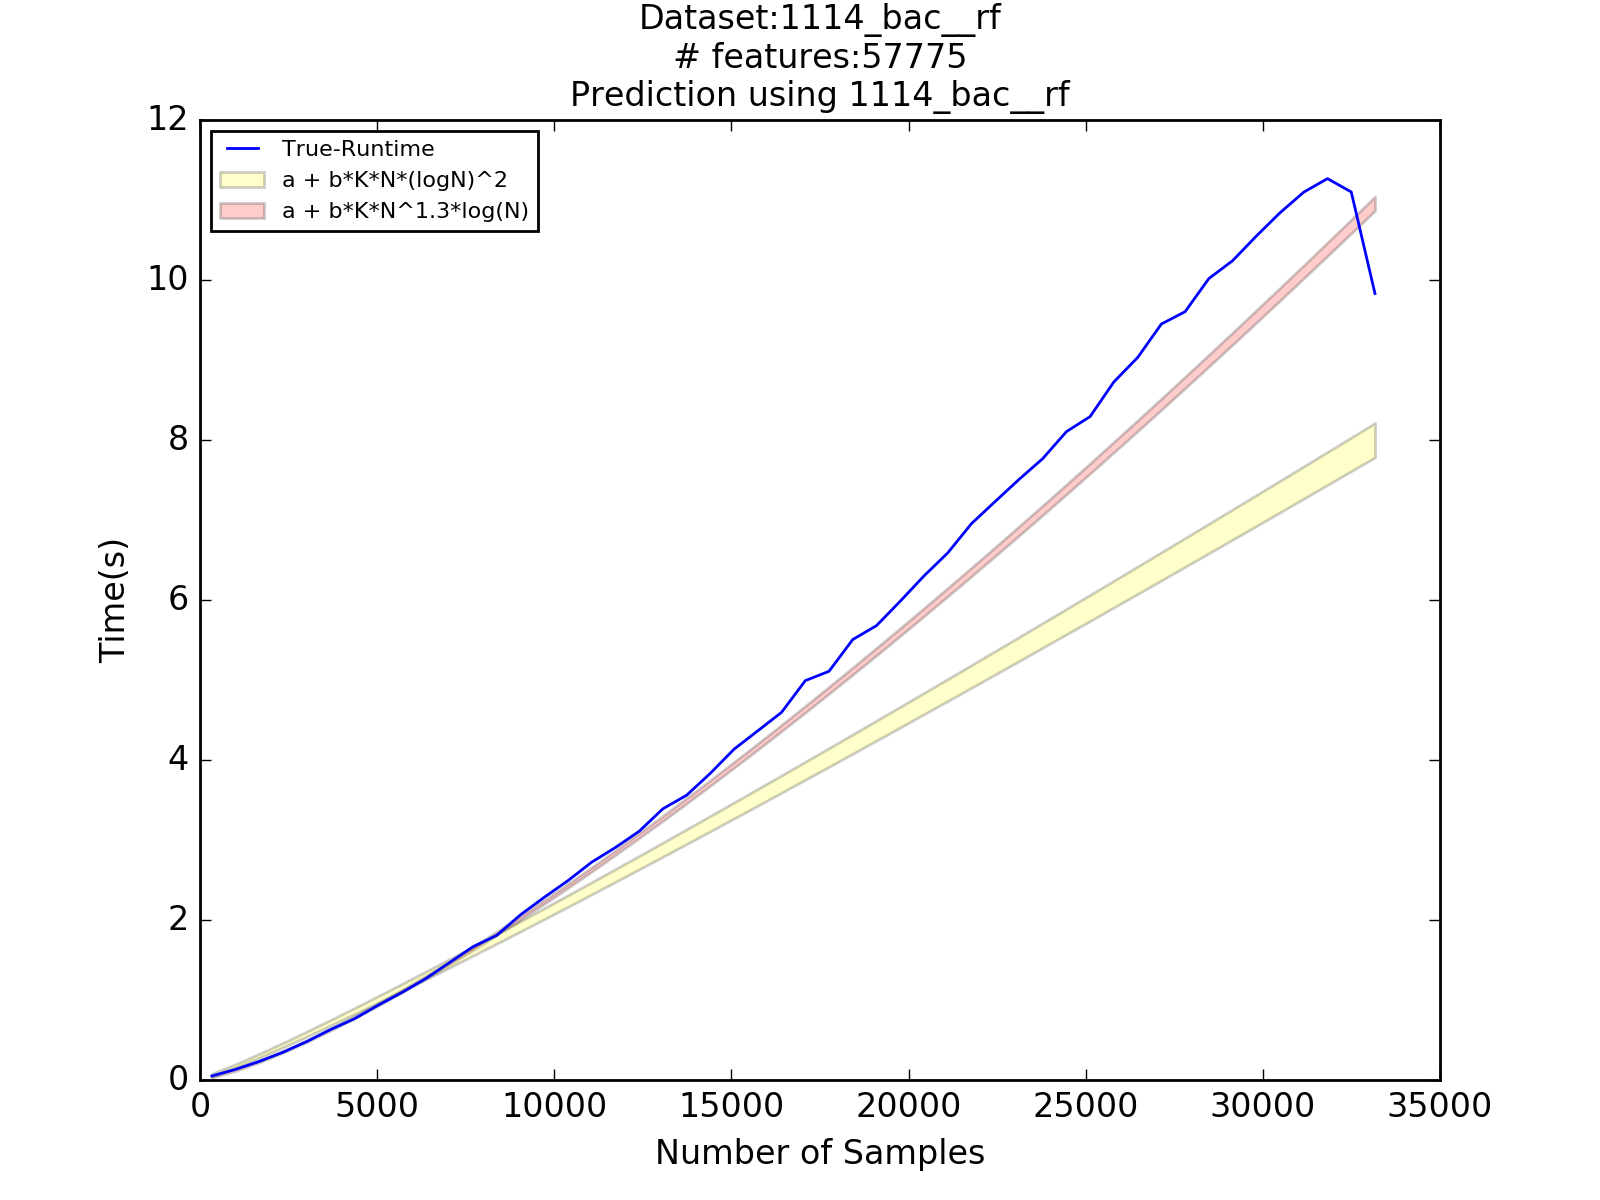 Dataset:1114_bac__rf
# features:57775
Prediction using 1114_bac__rf
True-Runtime
a + b*K*N*(logN)^2
a + b*K*N^1.3*log(N)
12
10
8
6
4
2
0
Time(s)
0 5000 10000 15000 20000 25000 30000 35000
Number of Samples